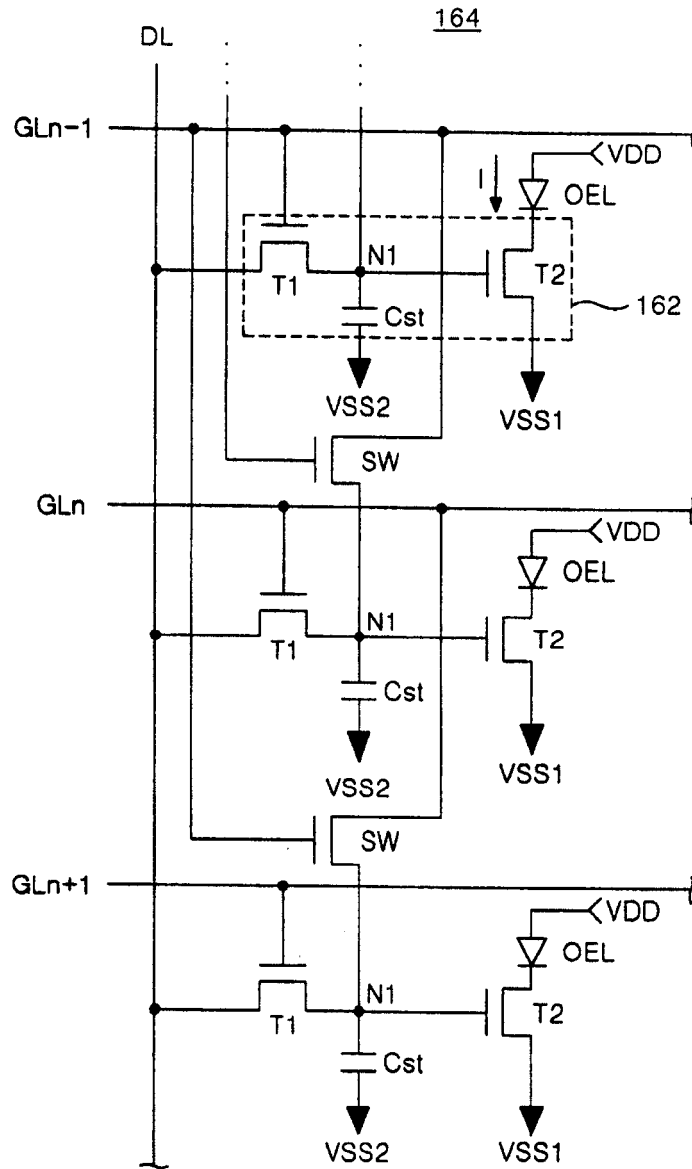 164
DL
GLn-1
VDD
I
OEL
N1
T1
T2
162
Cst
VSS2
VSS1
SW
GLn
VDD
OEL
N1
T1
T2
Cst
VSS2
VSS1
SW
GLn+1
VDD
OEL
N1
T1
T2
Cst
VSS2
VSS1